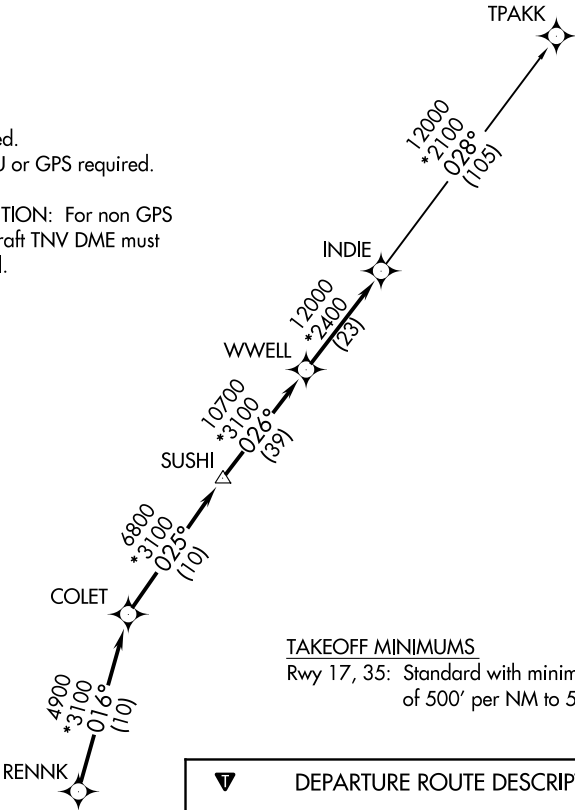 TPAKK
ed.
U or GPS required.
TION: For non GPS
raft TNV DME must
12000
*2100
028°
(105)
INDIE
12000
*2400
(23)
WWELL
10700
*3100
026°
(39)
SUSHI
6800
*3100
025°
(10)
COLET
4900
*3100
016°
(10)
RENNK
TAKEOFF MINIMUMS
Rwy 17, 35: Standard with minim
of 500' per NM to 5
T
DEPARTURE ROUTE DESCRIP